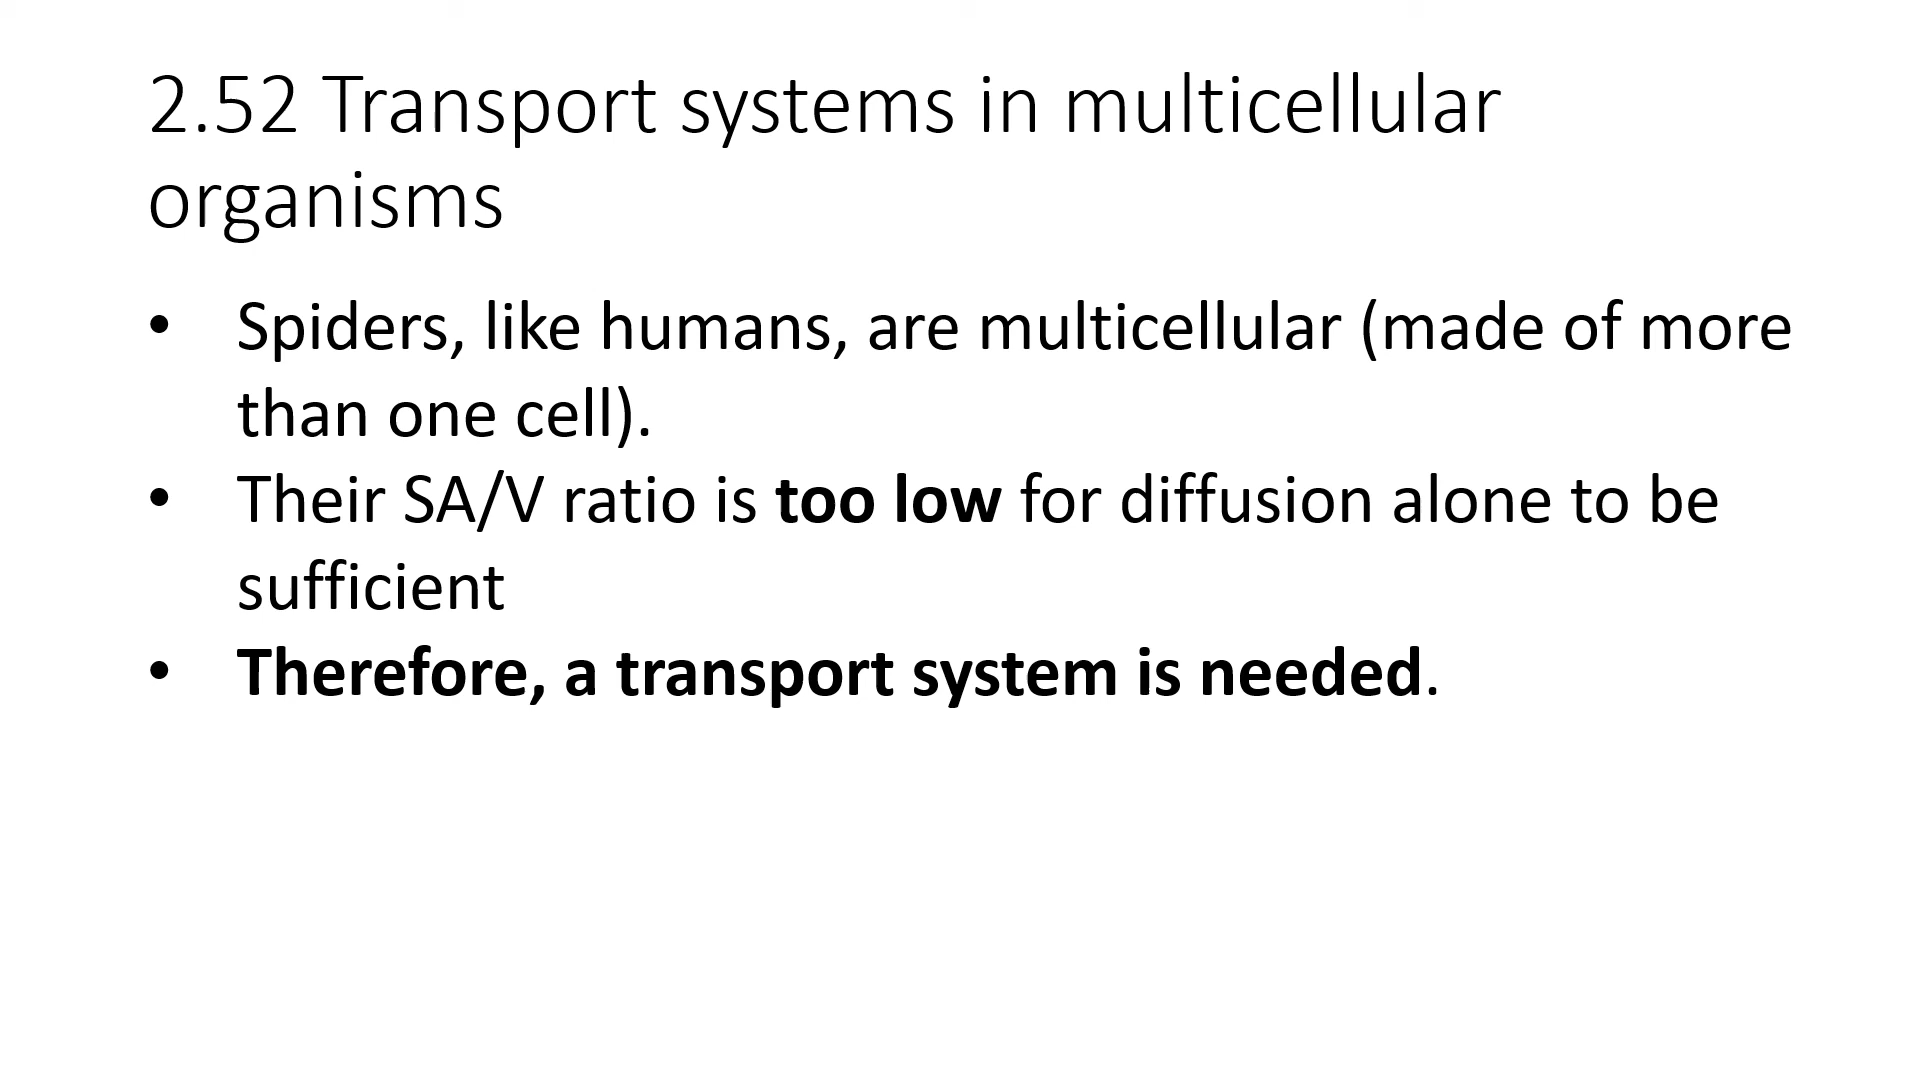 2.52 Transport systems in multicellular
organisms
• Spiders, like humans, are multicellular (made of more
than one cell).
• Their SA/V ratio is too low for diffusion alone to be
sufficient
• Therefore, a transport system is needed.